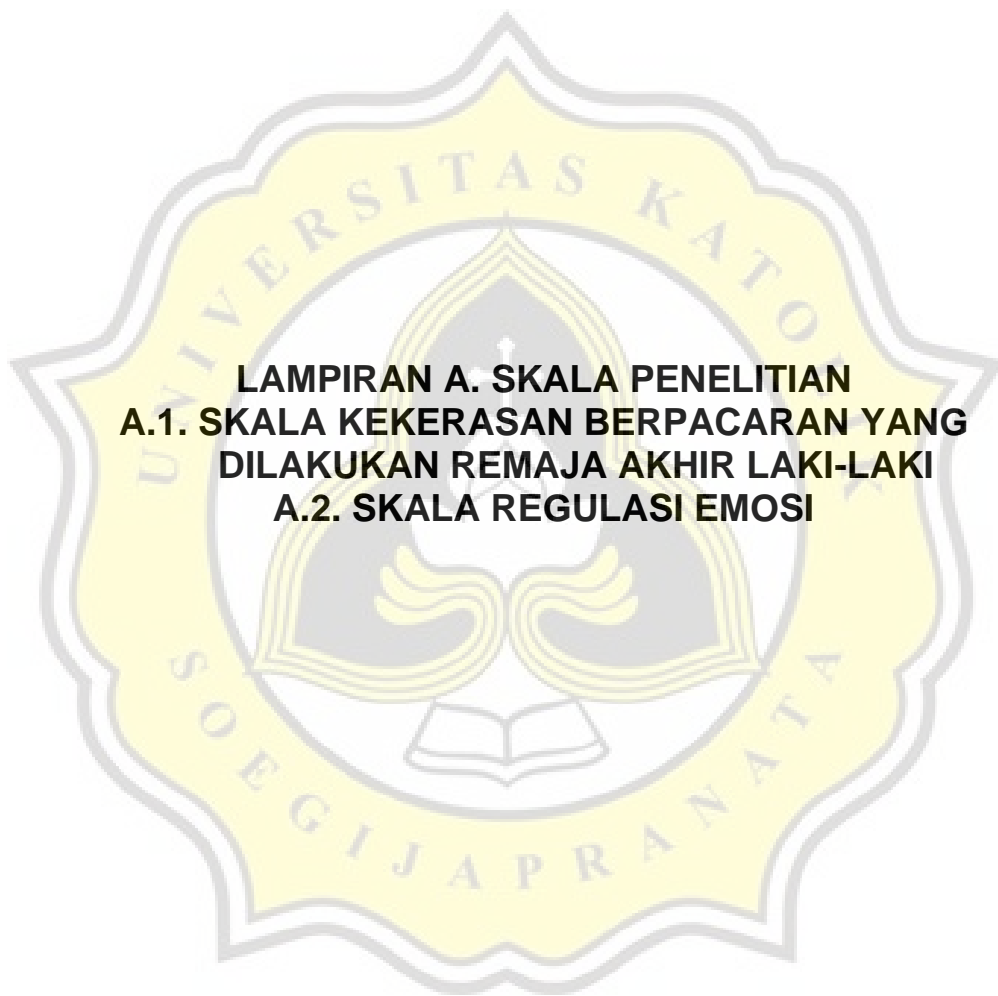 UNIVERSITAS KATOLIK
LAMPIRAN A. SKALA PENELITIAN
A.1. SKALA KEKERASAN BERPACARAN YANG
DILAKUKAN REMAJA AKHIR LAKI-LAKI
A.2. SKALA REGULASI EMOSI
SOEGIJAPRANATA